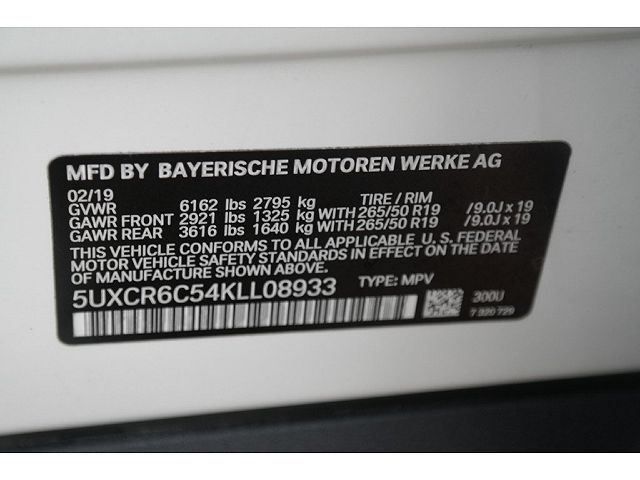 MFD BY BAYERISCHE MOTOREN WERKE AG
02/19
GVWR 6162 lbs 2795 kg TIRE / RIM
GAWR FRONT 2921 lbs 1325 kg WITH 265/50 R19 /9.0J x 19
GAWR REAR 3616 lbs 1640 kg WITH 265/50 R19 /9.0J x 19
THIS VEHICLE CONFORMS TO ALL APPLICABLE U. S. FEDERAL
MOTOR VEHICLE SAFETY STANDARDS IN EFFECT ON THE DATE
OF MANUFACTURE SHOWN ABOVE.
5UXCR6C54KLL08933 TYPE: MPV
300U
7 920 729